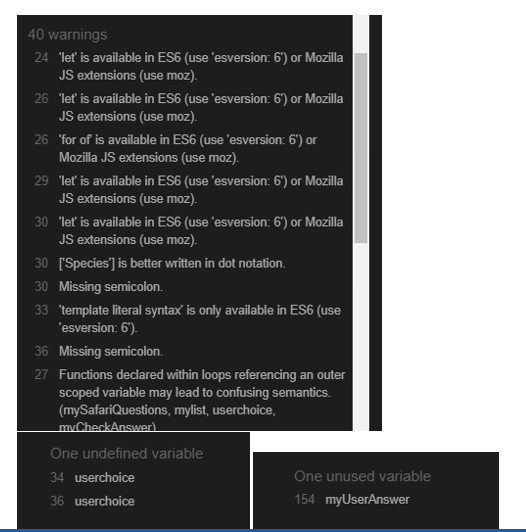 40 warnings
24 'let' is available in ES6 (use 'esversion: 6') or Mozilla
JS extensions (use moz).
26 'let' is available in ES6 (use 'esversion: 6') or Mozilla
JS extensions (use moz).
26 'for of' is available in ES6 (use 'esversion: 6') or
Mozilla JS extensions (use moz).
29 'let' is available in ES6 (use 'esversion: 6') or Mozilla
JS extensions (use moz).
30 'let' is available in ES6 (use 'esversion: 6') or Mozilla
JS extensions (use moz).
30 ['Species'] is better written in dot notation.
30 Missing semicolon.
33 'template literal syntax' is only available in ES6 (use
'esversion: 6').
36 Missing semicolon.
27 Functions declared within loops referencing an outer
scoped variable may lead to confusing semantics.
(mySafariQuestions, mylist, userchoice,
myCheckAnswer)
One undefined variable
34 userchoice
36 userchoice
One unused variable
154 myUserAnswer